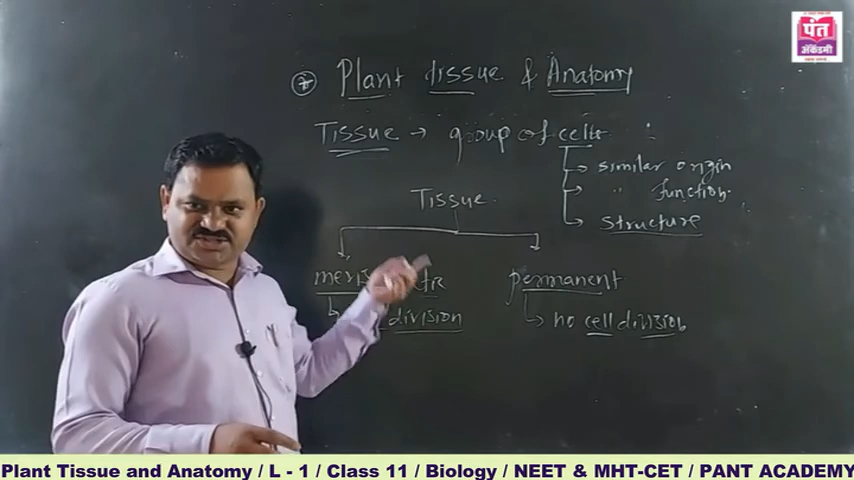 पंत
अकॅडमी
Plant tissue & Anatomy
Tissue → group of cells
→ similar origin
→ " function
→ structure
Tissue
permanent
division
→ no cell division
Plant Tissue and Anatomy / L - 1 / Class 11 / Biology / NEET & MHT-CET / PANT ACADEMY